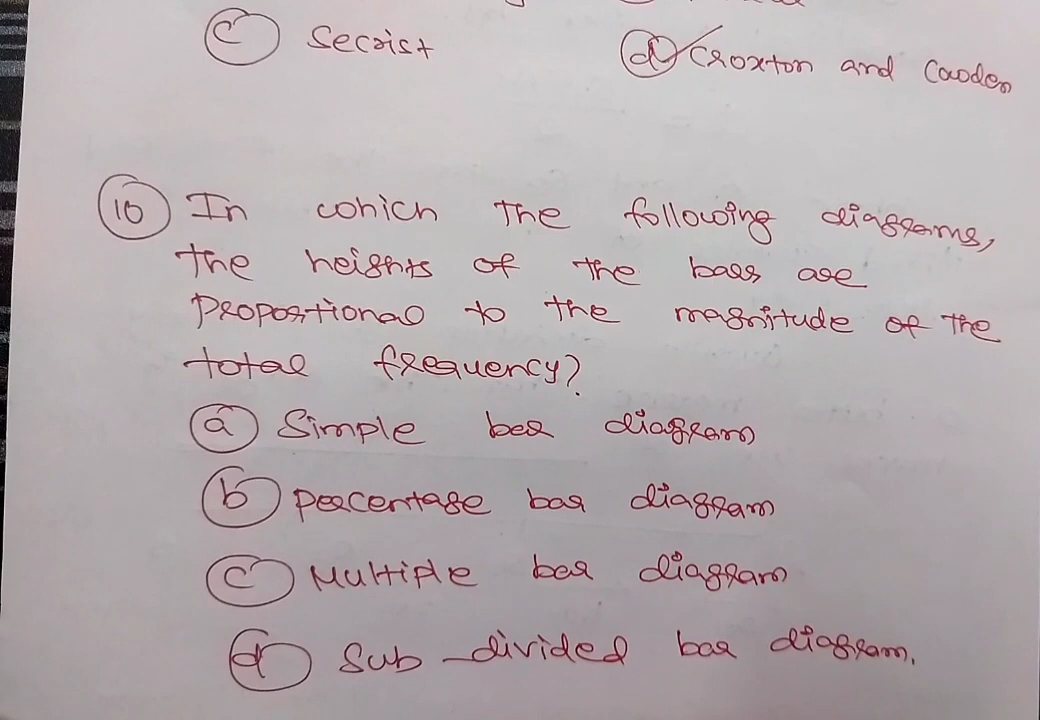 c Secrist d Croxton and Cowden
10 In which the following diagrams,
the heights of the bars are
Proportional to the magnitude of the
total frequency?
a Simple bar diagram
b percentage bar diagram
c Multiple bar diagram
d Sub-divided bar diagram.